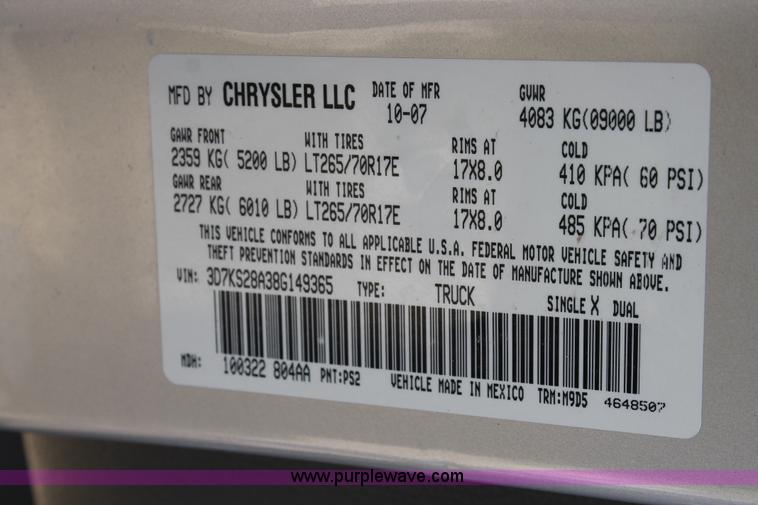 MFD BY CHRYSLER LLC DATE OF MFR GVWR
10-07 4083 KG(09000 LB)
GAWR FRONT WITH TIRES RIMS AT COLD
2359 KG( 5200 LB) LT265/70R17E 17X8.0 410 KPA( 60 PSI)
GAWR REAR WITH TIRES RIMS AT COLD
2727 KG( 6010 LB) LT265/70R17E 17X8.0 485 KPA( 70 PSI)
THIS VEHICLE CONFORMS TO ALL APPLICABLE U.S.A. FEDERAL MOTOR VEHICLE SAFETY AND
THEFT PREVENTION STANDARDS IN EFFECT ON THE DATE OF MANUFACTURE SHOWN ABOVE.
VIN: 3D7KS28A38G149365 TYPE: TRUCK SINGLE X DUAL
MDH: 100322 804AA PNT:PS2 VEHICLE MADE IN MEXICO TRM:M9D5 4648507
www.purplewave.com